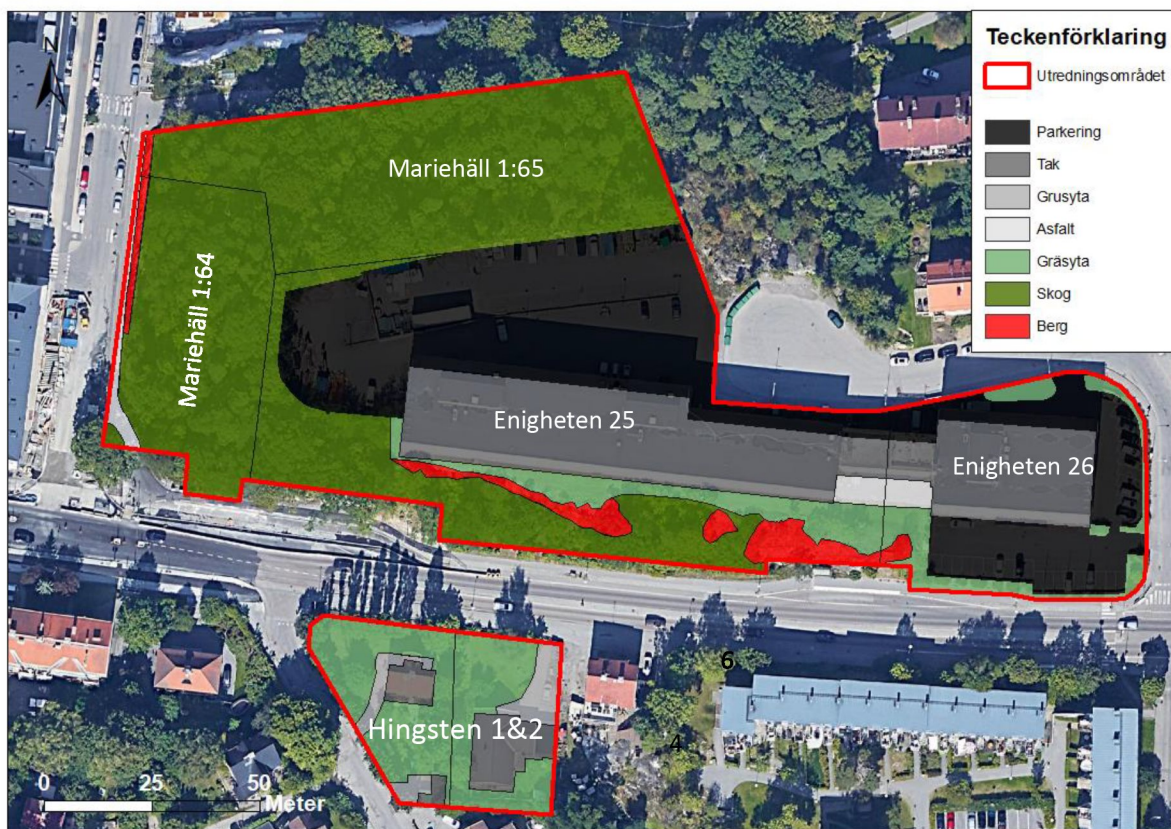 Teckenförklaring
Utredningsområdet
Parkering
Tak
Grusyta
Asfalt
Gräsyta
Skog
Berg
N
Mariehäll 1:65
Mariehäll 1:64
Enigheten 25
Enigheten 26
Hingsten 1&2
6
4
0 25 50
Meter